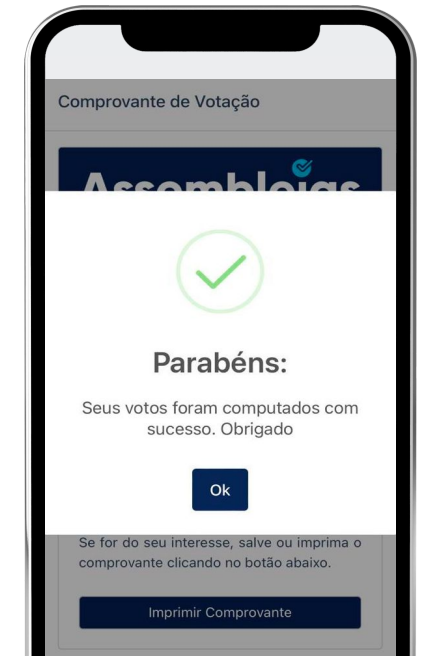 Comprovante de Votação
Assembleias
Parabéns:
Seus votos foram computados com
sucesso. Obrigado
Ok
Se for do seu interesse, salve ou imprima o
comprovante clicando no botão abaixo.
Imprimir Comprovante